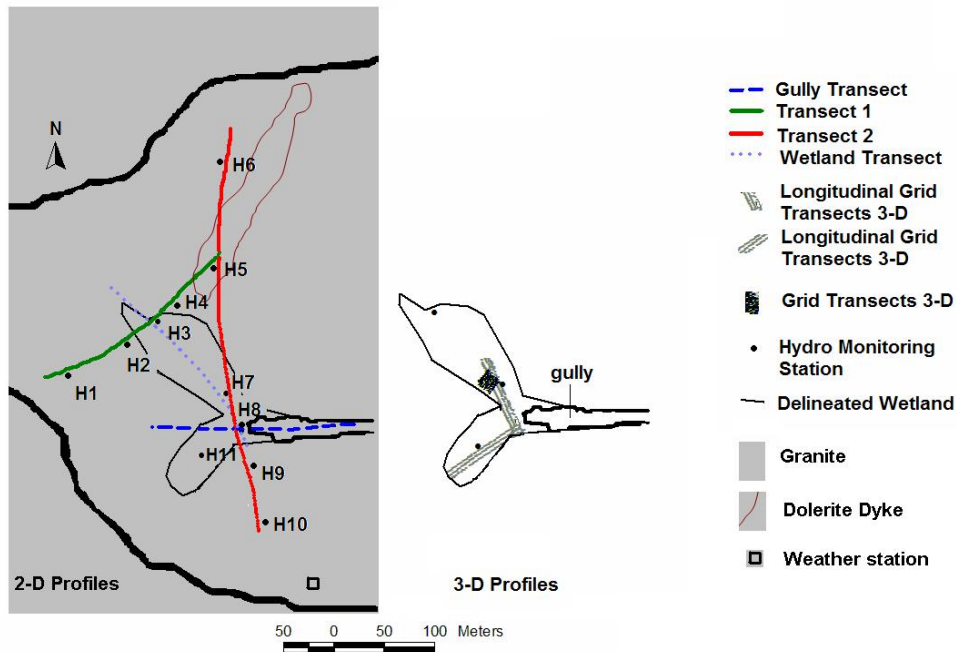 N
H6
H5
H4
H3
H2
H1
H7
H8
H11
H9
H10
2-D Profiles
gully
3-D Profiles
50 0 50 100 Meters
Gully Transect
Transect 1
Transect 2
Wetland Transect
Longitudinal Grid
Transects 3-D
Longitudinal Grid
Transects 3-D
Grid Transects 3-D
Hydro Monitoring
Station
Delineated Wetland
Granite
Dolerite Dyke
Weather station